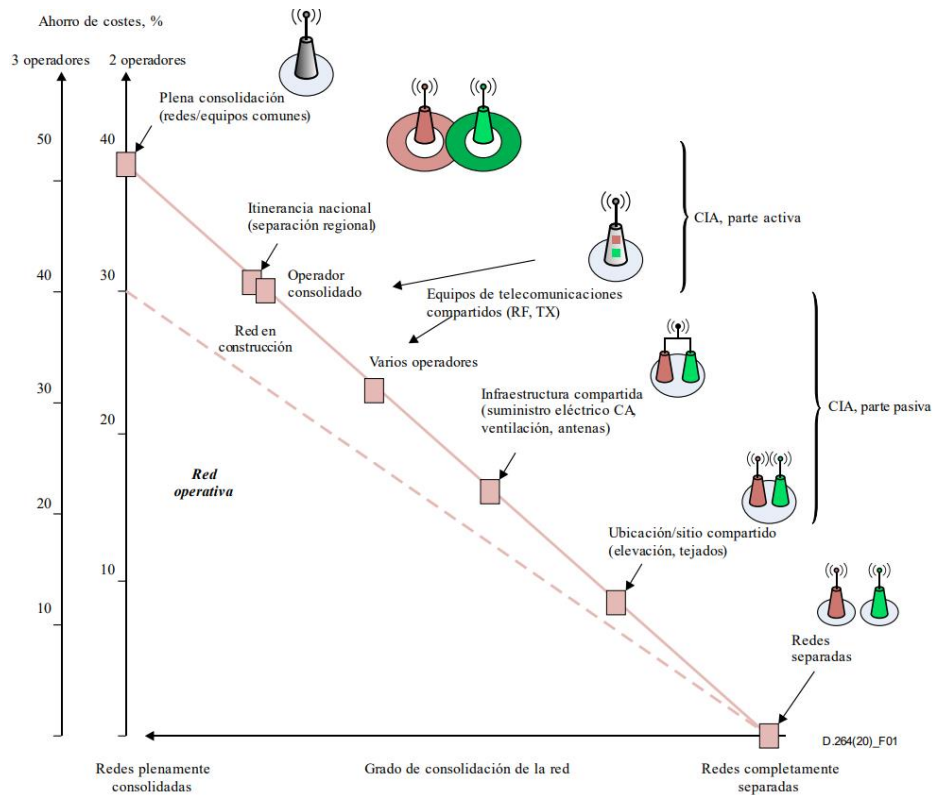 Ahorro de costes, %
3 operadores
2 operadores
Plena consolidación
(redes/equipos comunes)
50
40
Itinerancia nacional
(separación regional)
CIA, parte activa
Operador
consolidado
40
30
Equipos de telecomunicaciones
compartidos (RF, TX)
Red en
construcción
Varios operadores
30
Infraestructura compartida
(suministro eléctrico CA,
ventilación, antenas)
CIA, parte pasiva
20
Red
operativa
20
Ubicación/sitio compartido
(elevación, tejados)
10
10
Redes
separadas
0
0
D.264(20)_F01
Redes plenamente
consolidadas
Grado de consolidación de la red
Redes completamente
separadas